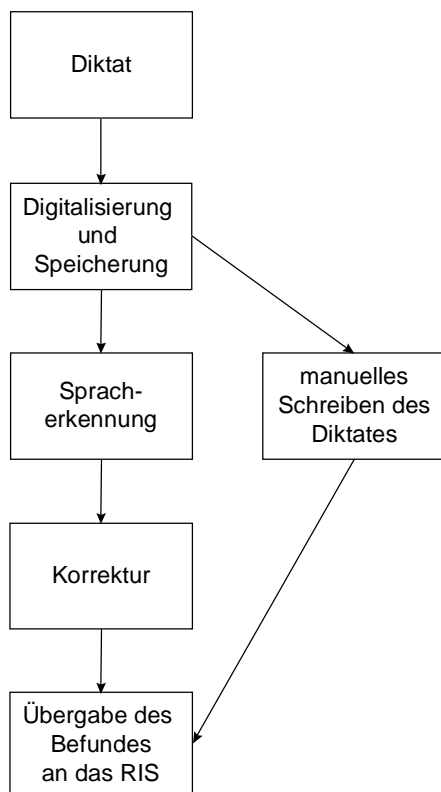 Diktat
Digitalisierung
und
Speicherung
Sprach-
erkennung
manuelles
Schreiben des
Diktates
Korrektur
Übergabe des
Befundes
an das RIS